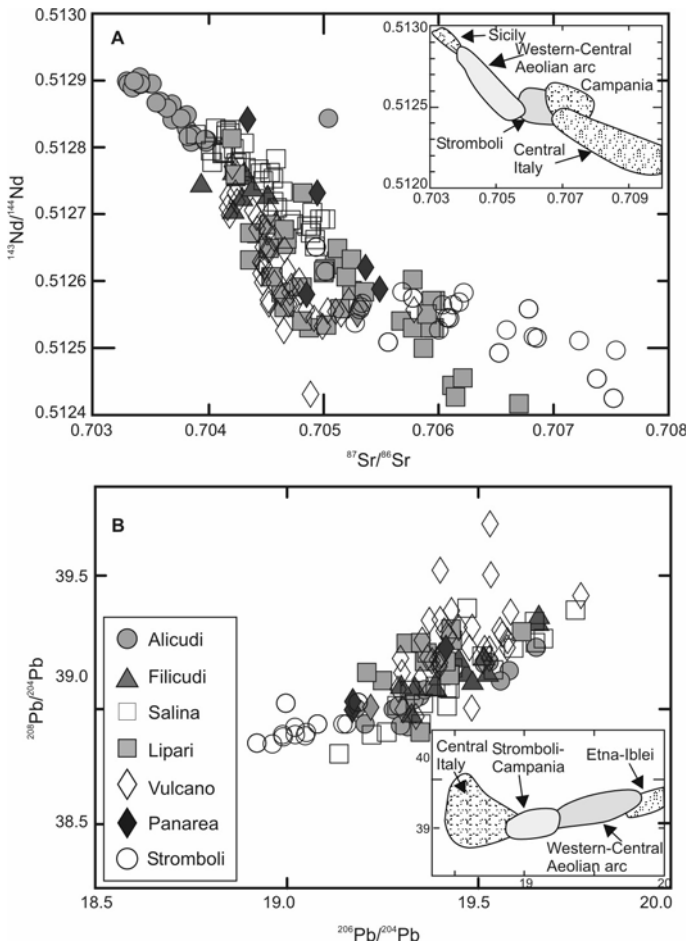 0.5130
0.5129
0.5128
0.5127
0.5126
0.5125
0.5124
¹⁴³Nd/¹⁴⁴Nd
A
0.5130
0.5125
0.5120
Sicily
Western-Central
Aeolian arc
Campania
Stromboli
Central
Italy
0.703 0.705 0.707 0.709
0.703 0.704 0.705 0.706 0.707 0.708
⁸⁷Sr/⁸⁶Sr
B
39.5
39.0
38.5
²⁰⁸Pb/²⁰⁴Pb
Alicudi
Filicudi
Salina
Lipari
Vulcano
Panarea
Stromboli
40
39
Central
Italy
Stromboli-
Campania
Etna-Iblei
Western-Central
Aeolian arc
19 20
18.5 19.0 19.5 20.0
²⁰⁶Pb/²⁰⁴Pb